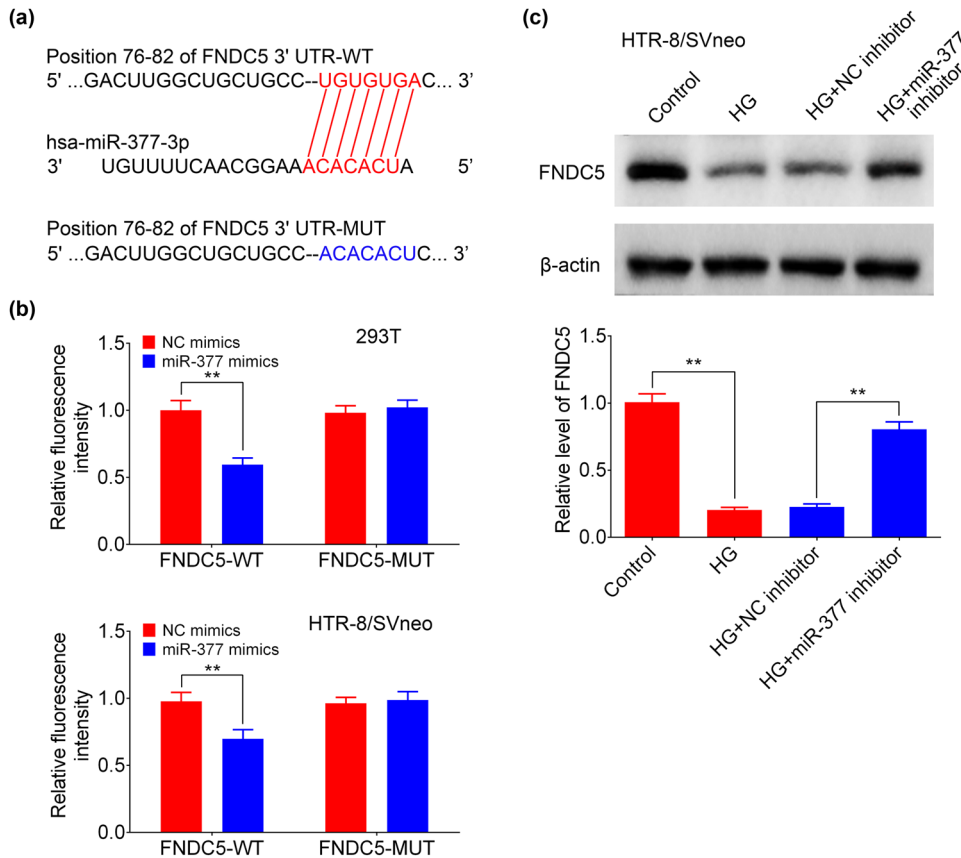 (a)
Position 76-82 of FNDC5 3' UTR-WT
5' ...GACUUGGCUGCUGCC--UGUGUGAC... 3'
hsa-miR-377-3p
3' UGUUUUCAACGGAAACACACUA 5'
Position 76-82 of FNDC5 3' UTR-MUT
5' ...GACUUGGCUGCUGCC--ACACACUC... 3'
(b)
1.5
NC mimics
miR-377 mimics
293T
**
1.0
0.5
0.0
Relative fluorescence
intensity
FNDC5-WT
FNDC5-MUT
1.5
NC mimics
miR-377 mimics
HTR-8/SVneo
**
1.0
0.5
0.0
Relative fluorescence
intensity
FNDC5-WT
FNDC5-MUT
(c)
HTR-8/SVneo
Control
HG
HG+NC inhibitor
HG+miR-377
inhibitor
FNDC5
β-actin
1.5
**
**
1.0
0.5
0.0
Relative level of FNDC5
Control
HG
HG+NC inhibitor
HG+miR-377 inhibitor